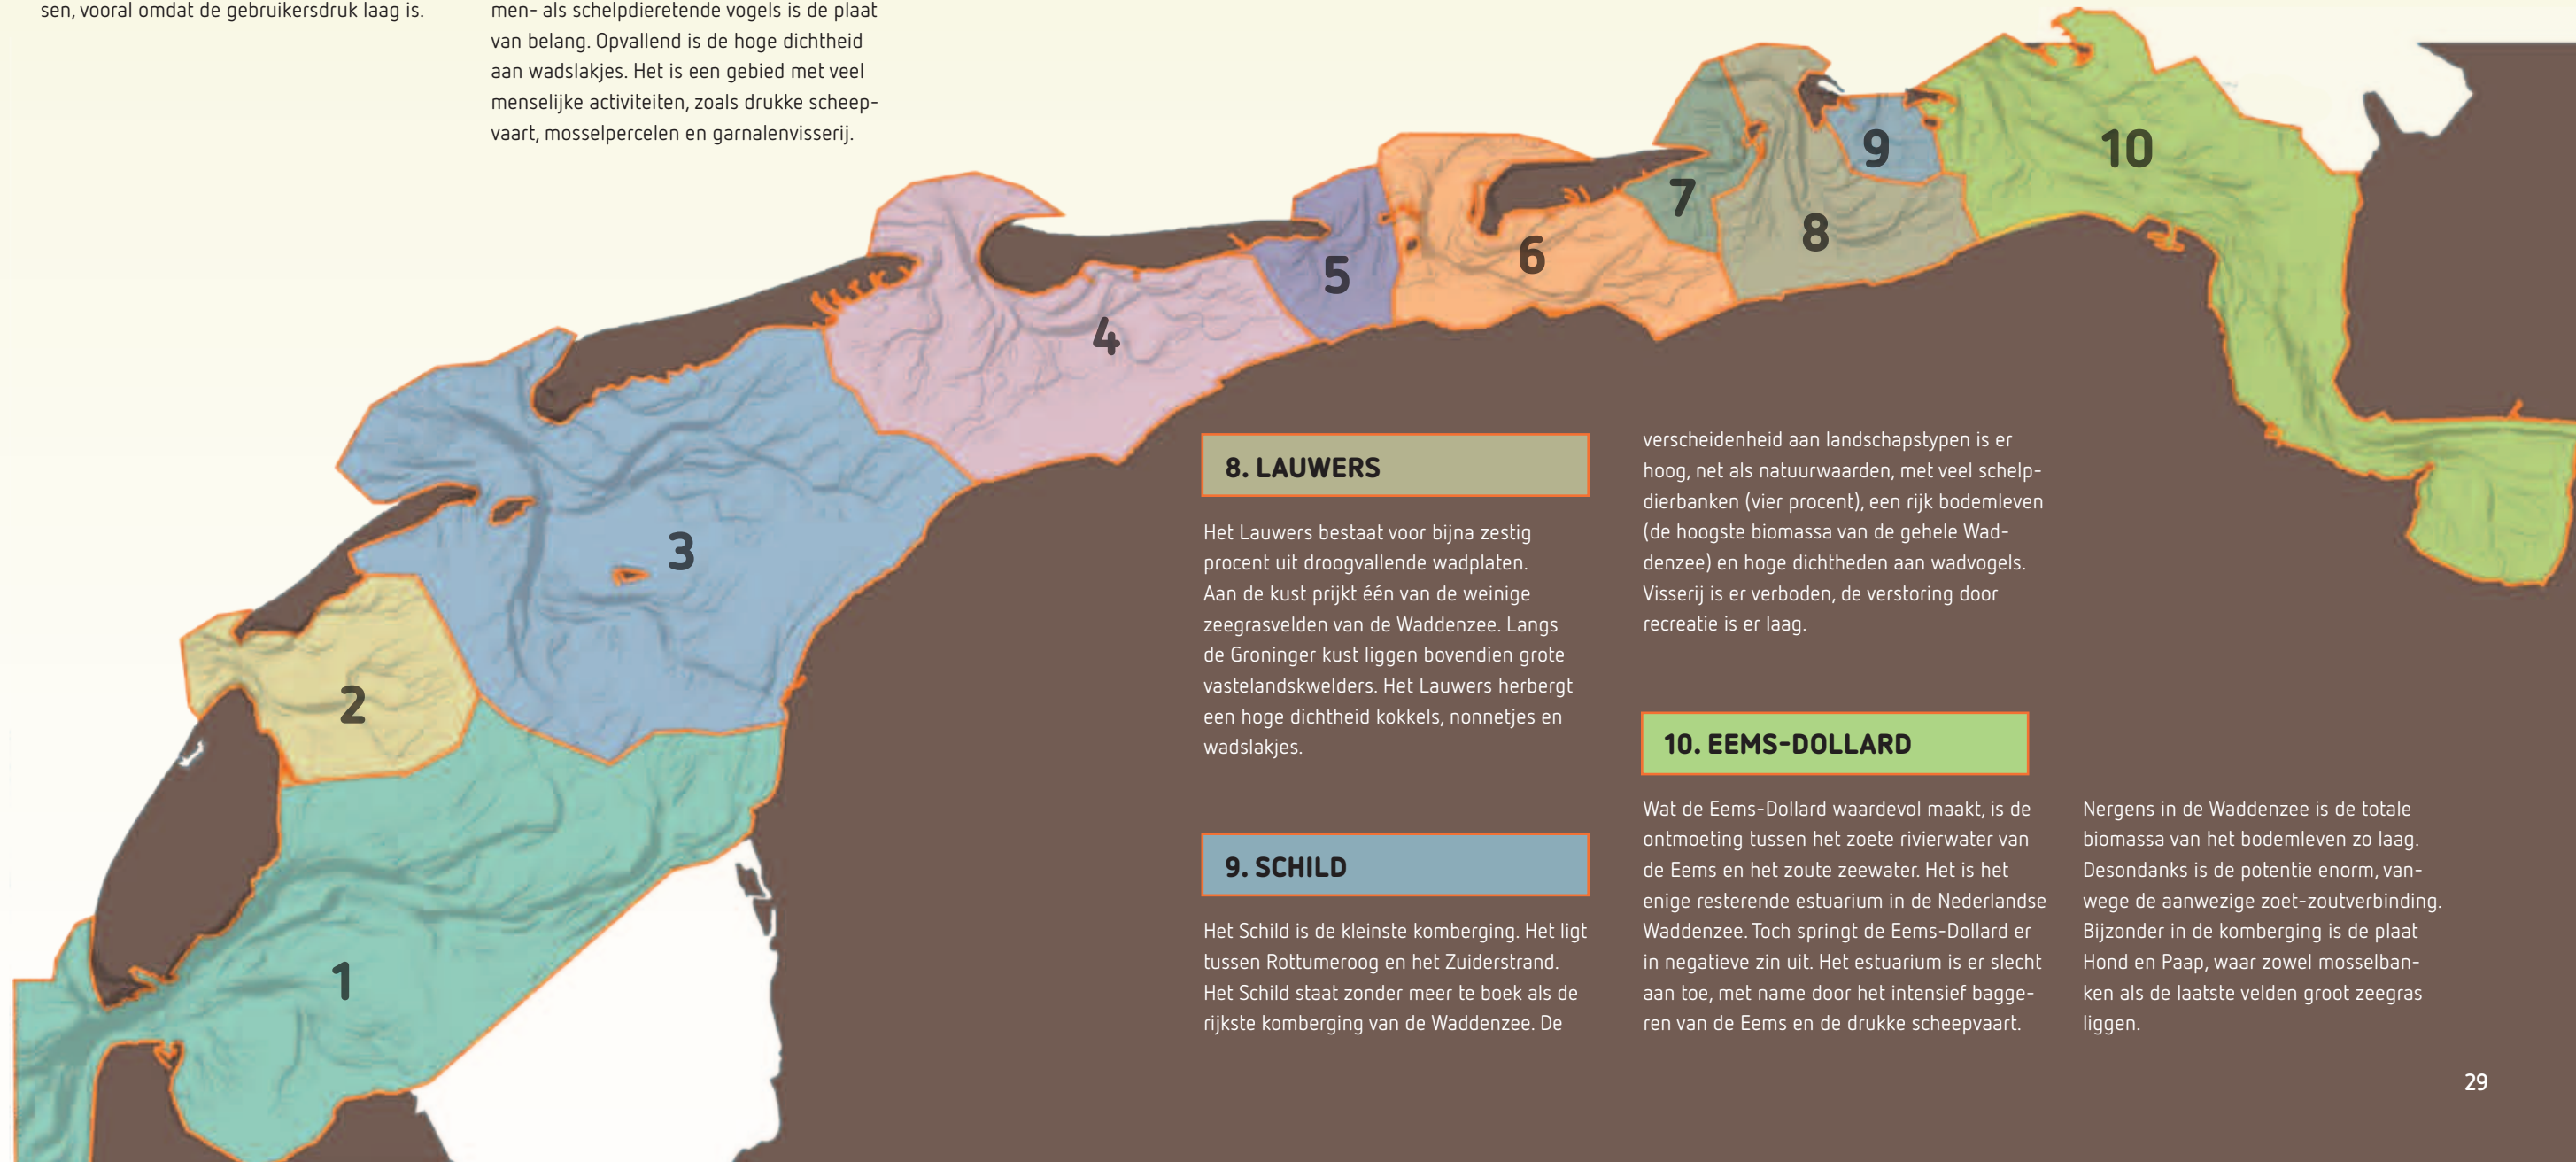 sen, vooral omdat de gebruikersdruk laag is.
men- als schelpdieretende vogels is de plaat
van belang. Opvallend is de hoge dichtheid
aan wadslakjes. Het is een gebied met veel
menselijke activiteiten, zoals drukke scheep-
vaart, mosselpercelen en garnalenvisserij.
1
2
3
4
5
6
7
8
9
10
8. LAUWERS
Het Lauwers bestaat voor bijna zestig
procent uit droogvallende wadplaten.
Aan de kust prijkt één van de weinige
zeegrasvelden van de Waddenzee. Langs
de Groninger kust liggen bovendien grote
vastelandskwelders. Het Lauwers herbergt
een hoge dichtheid kokkels, nonnetjes en
wadslakjes.
9. SCHILD
Het Schild is de kleinste komberging. Het ligt
tussen Rottumeroog en het Zuiderstrand.
Het Schild staat zonder meer te boek als de
rijkste komberging van de Waddenzee. De
verscheidenheid aan landschapstypen is er
hoog, net als natuurwaarden, met veel schelp-
dierbanken (vier procent), een rijk bodemleven
(de hoogste biomassa van de gehele Wad-
denzee) en hoge dichtheden aan wadvogels.
Visserij is er verboden, de verstoring door
recreatie is er laag.
10. EEMS-DOLLARD
Wat de Eems-Dollard waardevol maakt, is de
ontmoeting tussen het zoete rivierwater van
de Eems en het zoute zeewater. Het is het
enige resterende estuarium in de Nederlandse
Waddenzee. Toch springt de Eems-Dollard er
in negatieve zin uit. Het estuarium is er slecht
aan toe, met name door het intensief bagge-
ren van de Eems en de drukke scheepvaart.
Nergens in de Waddenzee is de totale
biomassa van het bodemleven zo laag.
Desondanks is de potentie enorm, van-
wege de aanwezige zoet-zoutverbinding.
Bijzonder in de komberging is de plaat
Hond en Paap, waar zowel mosselban-
ken als de laatste velden groot zeegras
liggen.
29